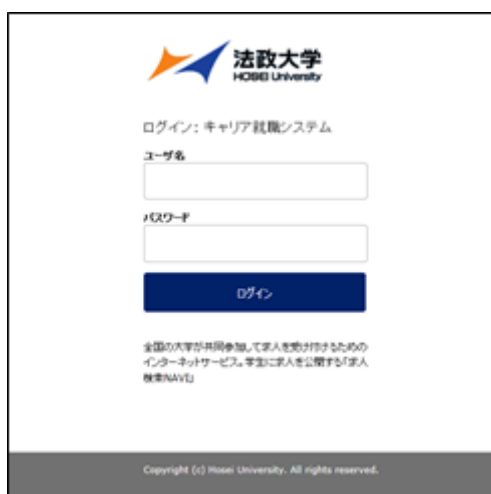 法政大学
HOSEI University
ログイン: キャリア就職システム
ユーザ名
パスワード
ログイン
全国の大学が共同参加して求人を受け付けるための
インターネットサービス。学生に求人を公開する「求人
検索NAVI」
Copyright (c) Hosei University. All rights reserved.